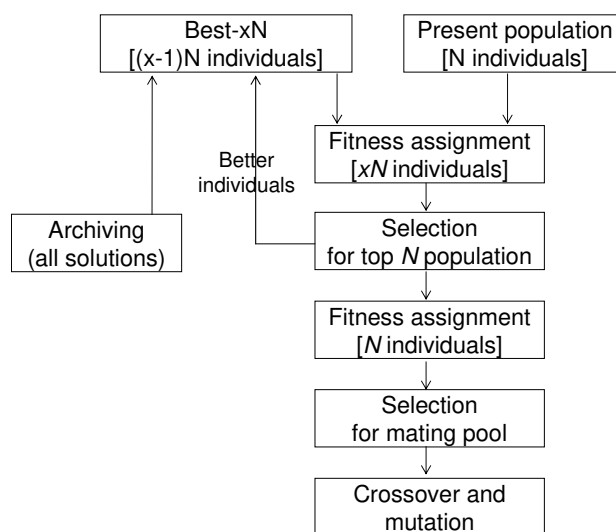 Best-xN
[(x-1)N individuals]
Present population
[N individuals]
Fitness assignment
[xN individuals]
Better
individuals
Archiving
(all solutions)
Selection
for top N population
Fitness assignment
[N individuals]
Selection
for mating pool
Crossover and
mutation